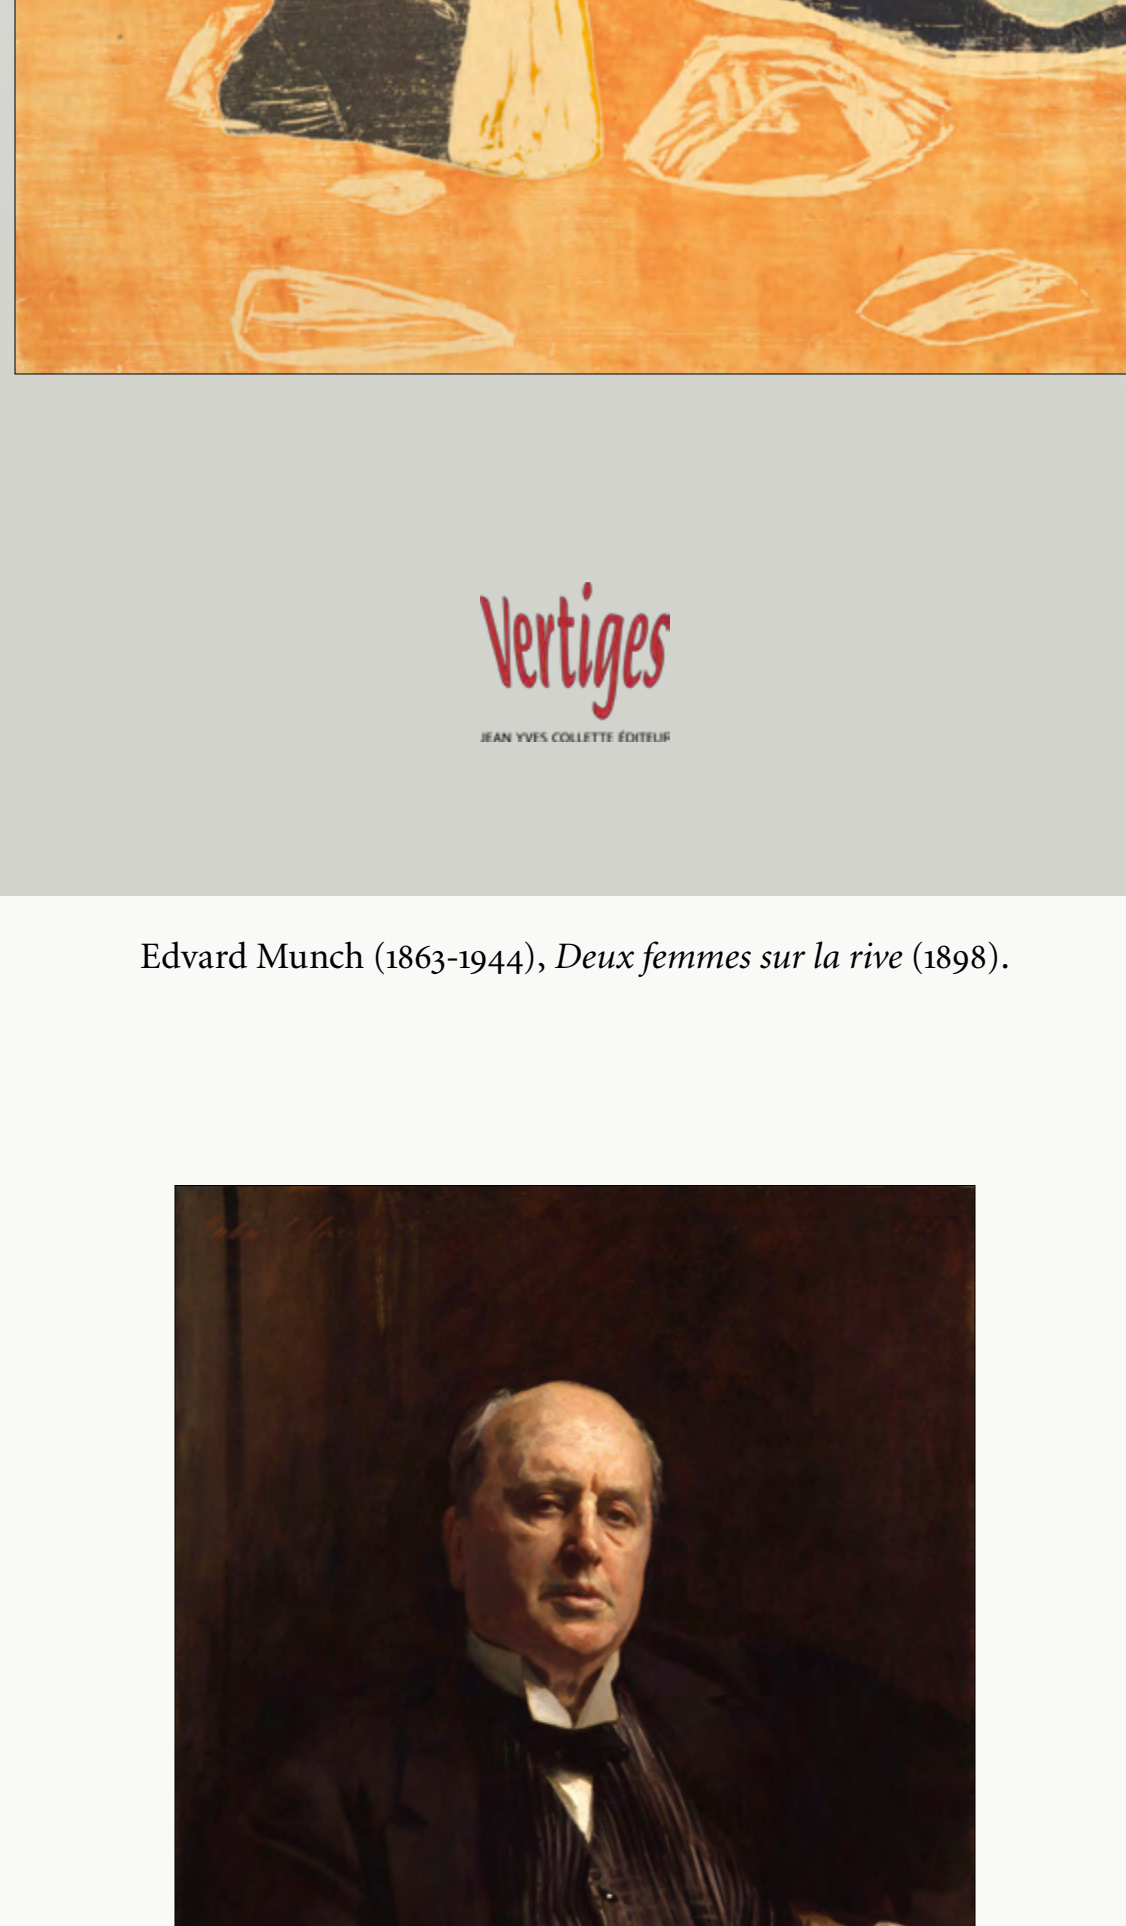 Vertiges
JEAN YVES COLLETTE ÉDITEUR
Edvard Munch (1863-1944), Deux femmes sur la rive (1898).